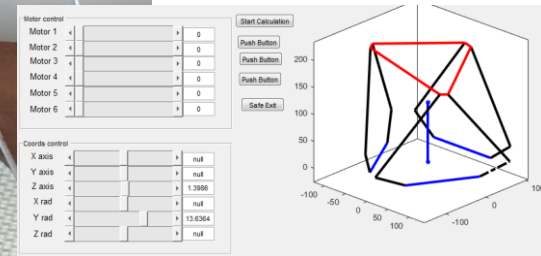 Motor control
Motor 1 0
Motor 2 0
Motor 3 0
Motor 4 0
Motor 5 0
Motor 6 0
Start Calculation
Push Button
Push Button
Push Button
Safe Exit
Coords control
X axis null
Y axis null
Z axis 1.3986
X rad null
Y rad 13.6364
Z rad null
200
150
100
50
0
-100
-50
0
50
100
-100
0
100